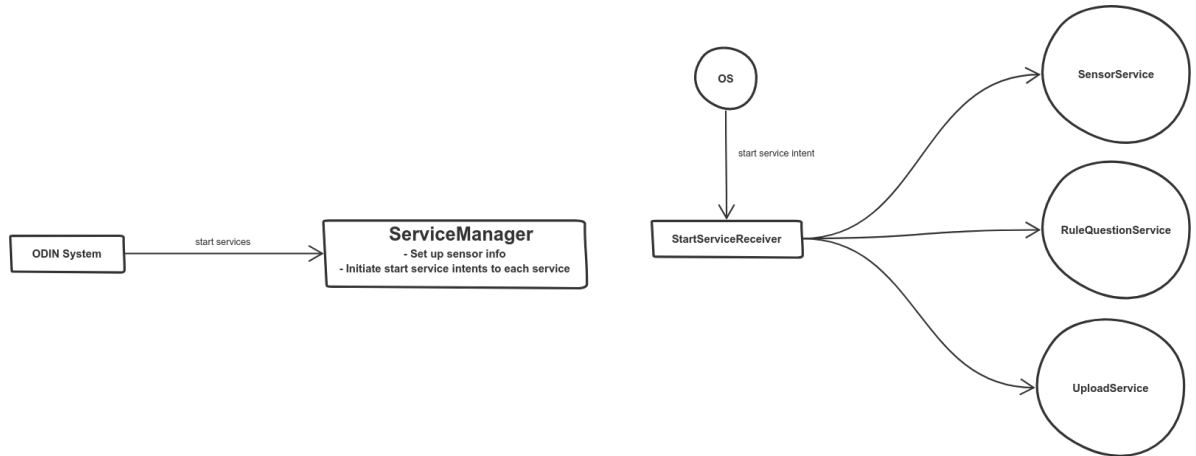 ODIN System
start services
ServiceManager
- Set up sensor info
- Initiate start service intents to each service
OS
start service intent
StartServiceReceiver
SensorService
RuleQuestionService
UploadService